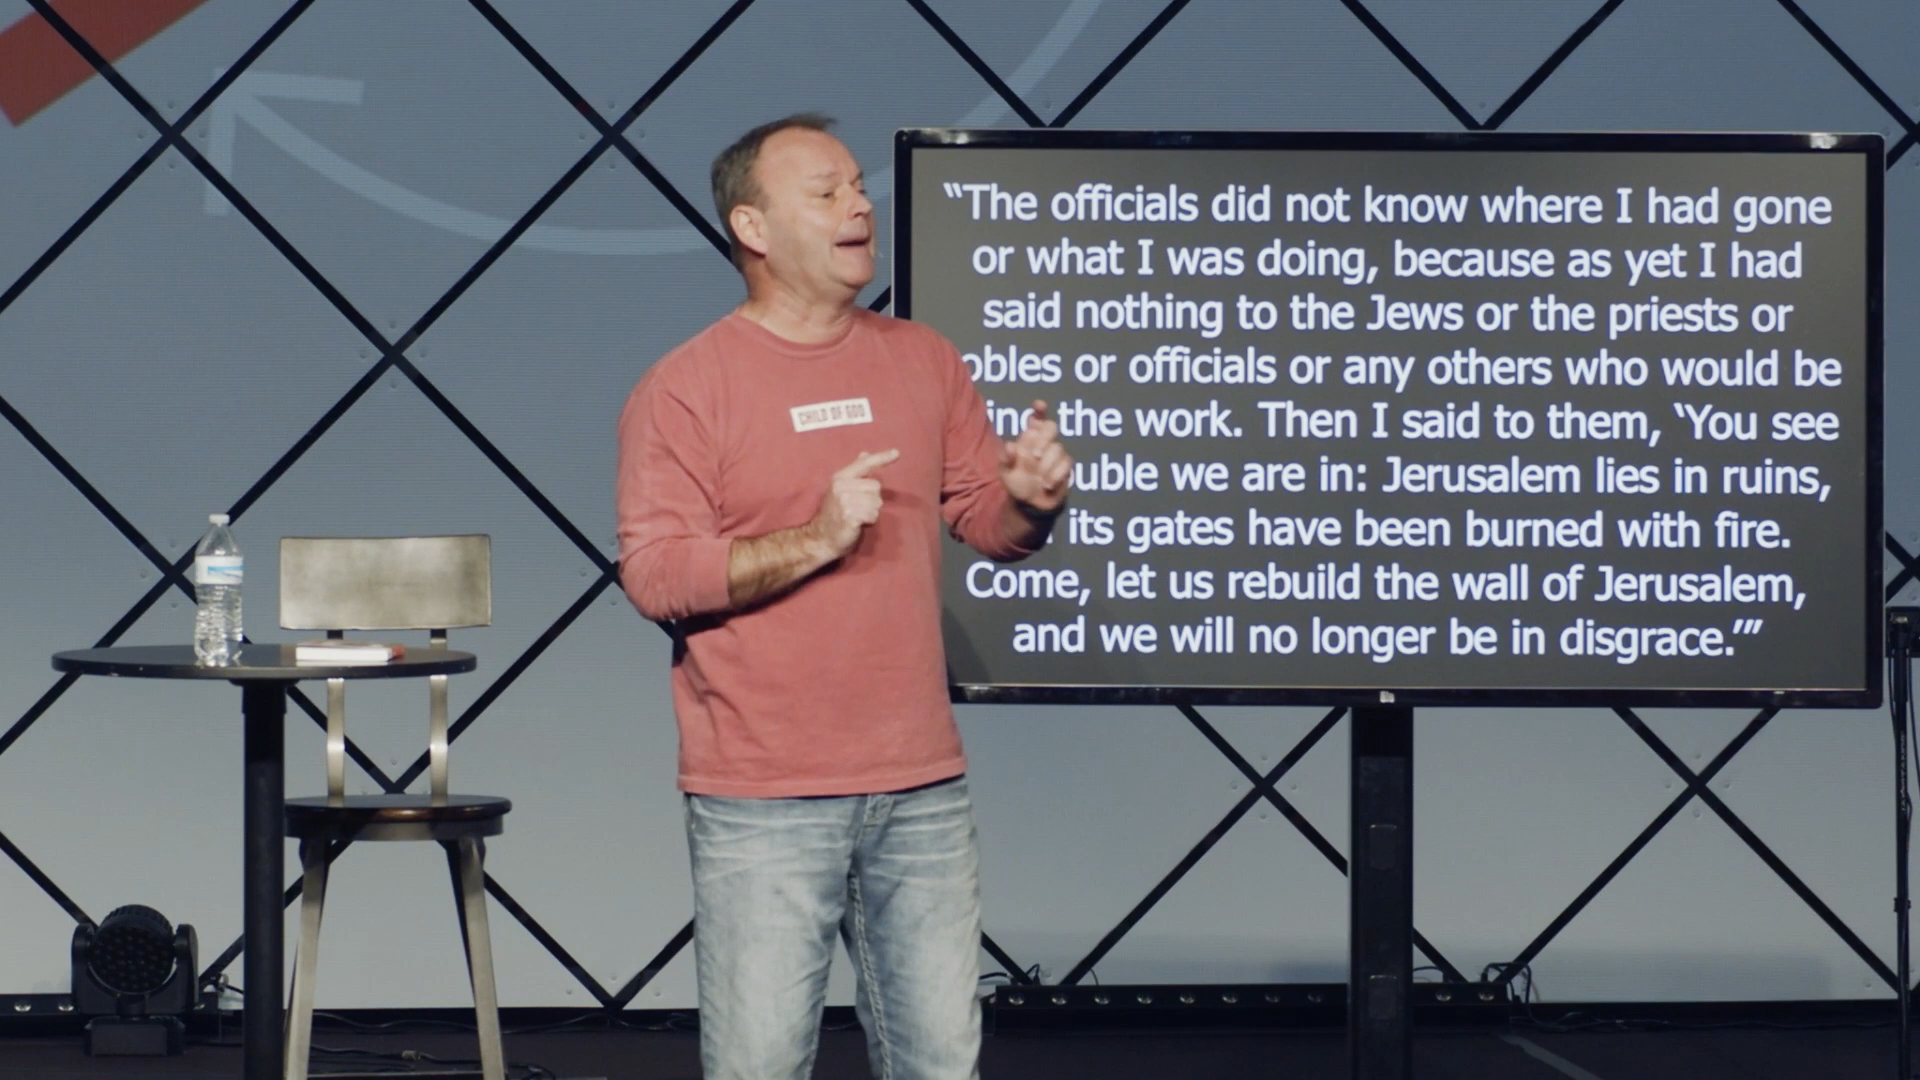 CHILD OF GOD
“The officials did not know where I had gone
or what I was doing, because as yet I had
said nothing to the Jews or the priests or
obles or officials or any others who would be
the work. Then I said to them, ‘You see
ouble we are in: Jerusalem lies in ruins,
its gates have been burned with fire.
Come, let us rebuild the wall of Jerusalem,
and we will no longer be in disgrace.’”